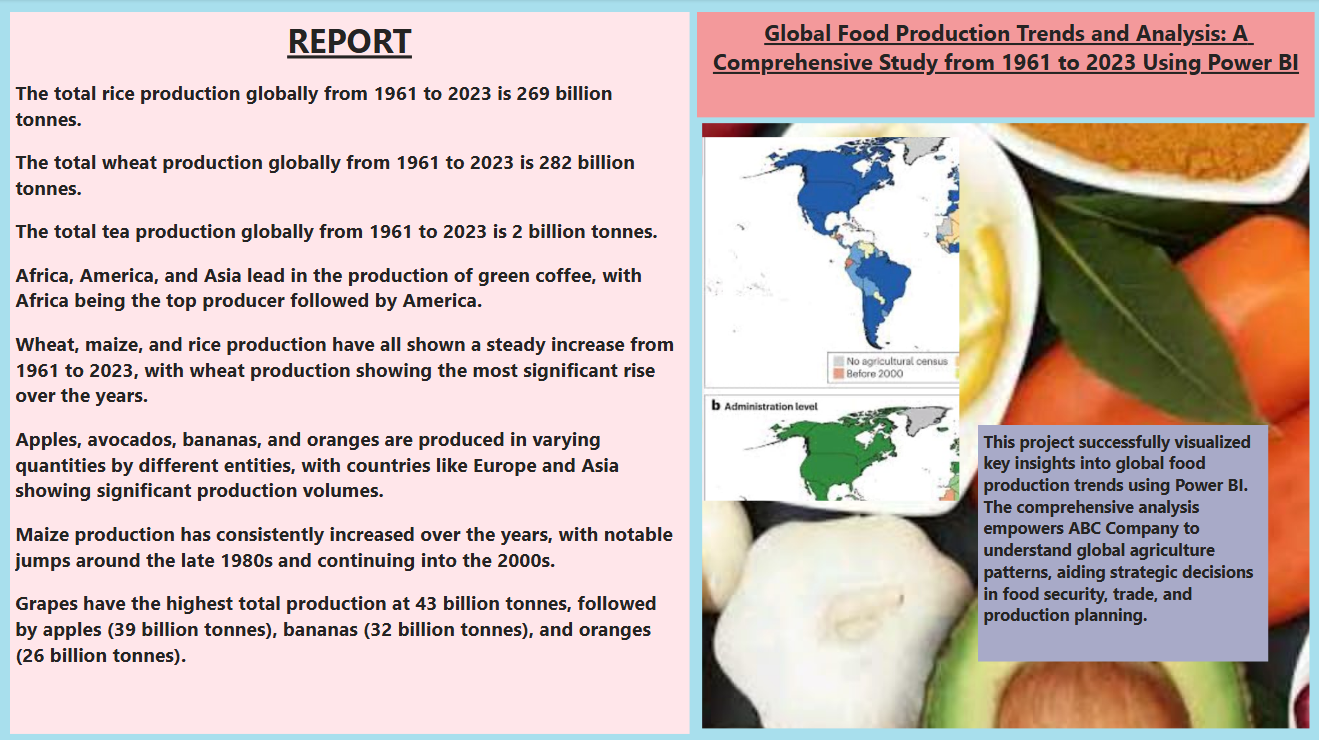 REPORT
The total rice production globally from 1961 to 2023 is 269 billion
tonnes.
The total wheat production globally from 1961 to 2023 is 282 billion
tonnes.
The total tea production globally from 1961 to 2023 is 2 billion tonnes.
Africa, America, and Asia lead in the production of green coffee, with
Africa being the top producer followed by America.
Wheat, maize, and rice production have all shown a steady increase from
1961 to 2023, with wheat production showing the most significant rise
over the years.
Apples, avocados, bananas, and oranges are produced in varying
quantities by different entities, with countries like Europe and Asia
showing significant production volumes.
Maize production has consistently increased over the years, with notable
jumps around the late 1980s and continuing into the 2000s.
Grapes have the highest total production at 43 billion tonnes, followed
by apples (39 billion tonnes), bananas (32 billion tonnes), and oranges
(26 billion tonnes).
Global Food Production Trends and Analysis: A
Comprehensive Study from 1961 to 2023 Using Power BI
No agricultural census
Before 2000
b Administration level
This project successfully visualized
key insights into global food
production trends using Power BI.
The comprehensive analysis
empowers ABC Company to
understand global agriculture
patterns, aiding strategic decisions
in food security, trade, and
production planning.